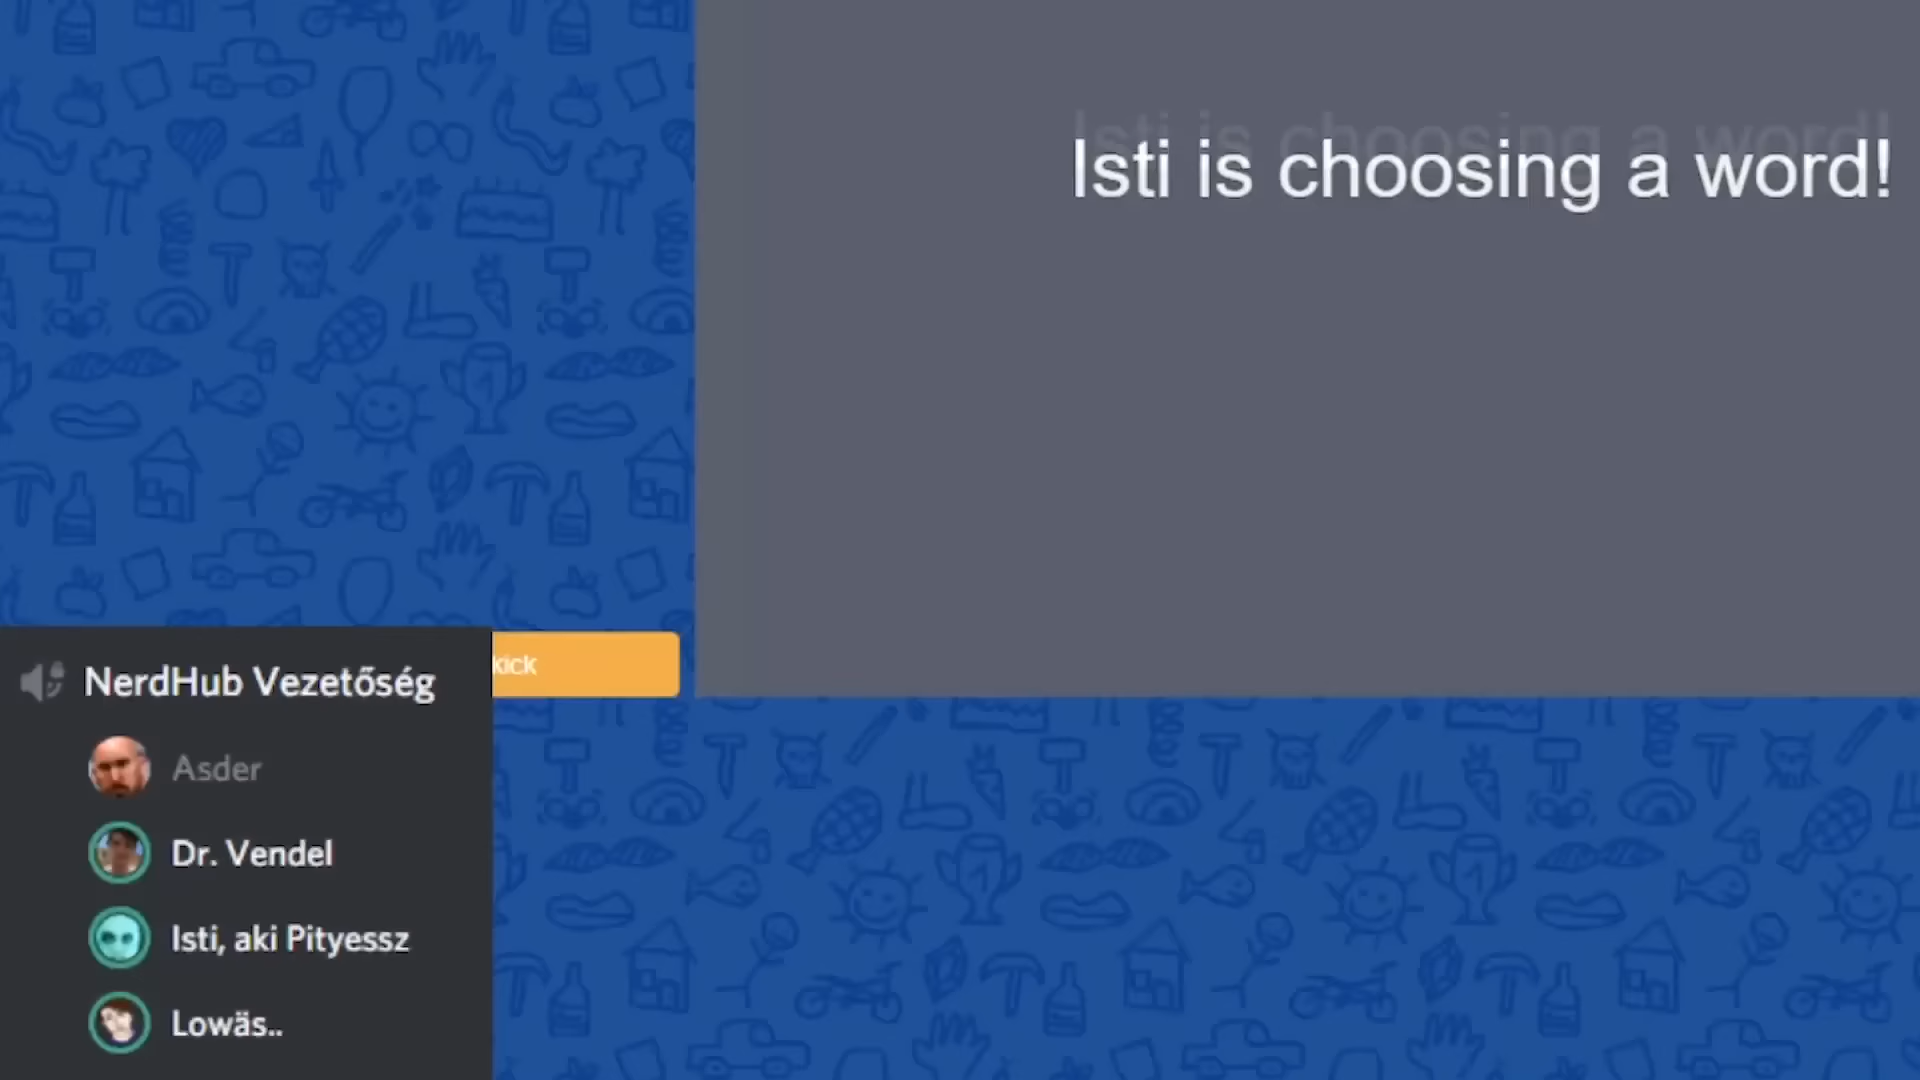 Isti is choosing a word!
kick
NerdHub Vezetőség
Asder
Dr. Vendel
Isti, aki Pityessz
Lowäs..